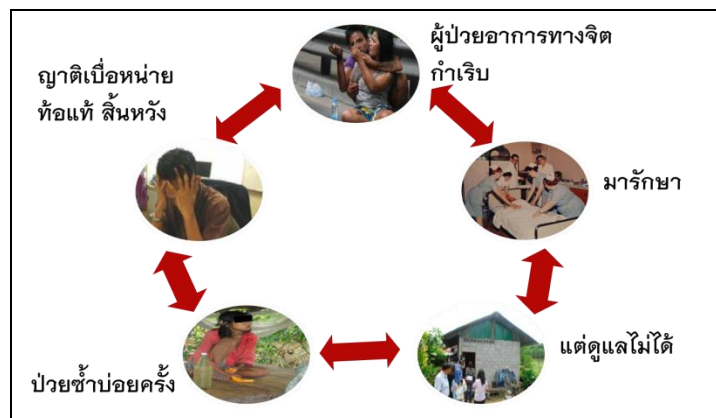 ผู้ป่วยอาการทางจิต
กำเริบ
ญาติเบื่อหน่าย
ท้อแท้ สิ้นหวัง
มารักษา
แต่ดูแลไม่ได้
ป่วยซ้ำบ่อยครั้ง